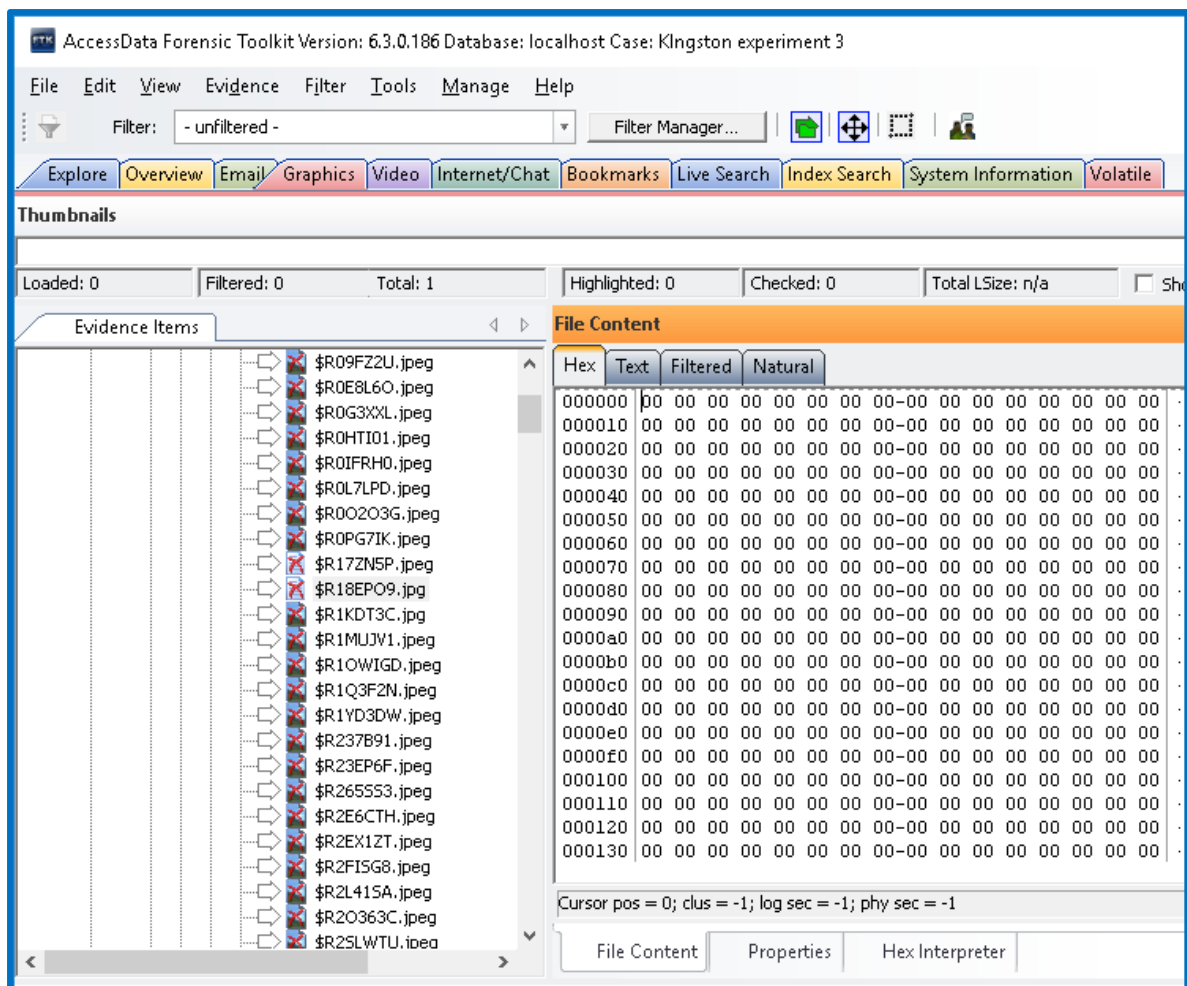 FTK AccessData Forensic Toolkit Version: 6.3.0.186 Database: localhost Case: KIngston experiment 3
File Edit View Evidence Filter Tools Manage Help
Filter: - unfiltered - Filter Manager...
Explore Overview Email Graphics Video Internet/Chat Bookmarks Live Search Index Search System Information Volatile
Thumbnails
Loaded: 0 Filtered: 0 Total: 1 Highlighted: 0 Checked: 0 Total LSize: n/a Sho
Evidence Items
$R09FZ2U.jpeg
$R0E8L6O.jpeg
$R0G3XXL.jpeg
$R0HTI01.jpeg
$R0IFRH0.jpeg
$R0L7LPD.jpeg
$R0O2O3G.jpeg
$R0PG7IK.jpeg
$R17ZN5P.jpeg
$R18EPO9.jpg
$R1KDT3C.jpg
$R1MUJV1.jpeg
$R1OWIGD.jpeg
$R1Q3F2N.jpeg
$R1YD3DW.jpeg
$R237B91.jpeg
$R23EP6F.jpeg
$R265SS3.jpeg
$R2E6CTH.jpeg
$R2EX1ZT.jpeg
$R2FISG8.jpeg
$R2L41SA.jpeg
$R2O363C.jpeg
$R2SLWTU.jpeg
File Content
Hex Text Filtered Natural
000000 00 00 00 00 00 00 00 00-00 00 00 00 00 00 00 00
000010 00 00 00 00 00 00 00 00-00 00 00 00 00 00 00 00
000020 00 00 00 00 00 00 00 00-00 00 00 00 00 00 00 00
000030 00 00 00 00 00 00 00 00-00 00 00 00 00 00 00 00
000040 00 00 00 00 00 00 00 00-00 00 00 00 00 00 00 00
000050 00 00 00 00 00 00 00 00-00 00 00 00 00 00 00 00
000060 00 00 00 00 00 00 00 00-00 00 00 00 00 00 00 00
000070 00 00 00 00 00 00 00 00-00 00 00 00 00 00 00 00
000080 00 00 00 00 00 00 00 00-00 00 00 00 00 00 00 00
000090 00 00 00 00 00 00 00 00-00 00 00 00 00 00 00 00
0000a0 00 00 00 00 00 00 00 00-00 00 00 00 00 00 00 00
0000b0 00 00 00 00 00 00 00 00-00 00 00 00 00 00 00 00
0000c0 00 00 00 00 00 00 00 00-00 00 00 00 00 00 00 00
0000d0 00 00 00 00 00 00 00 00-00 00 00 00 00 00 00 00
0000e0 00 00 00 00 00 00 00 00-00 00 00 00 00 00 00 00
0000f0 00 00 00 00 00 00 00 00-00 00 00 00 00 00 00 00
000100 00 00 00 00 00 00 00 00-00 00 00 00 00 00 00 00
000110 00 00 00 00 00 00 00 00-00 00 00 00 00 00 00 00
000120 00 00 00 00 00 00 00 00-00 00 00 00 00 00 00 00
000130 00 00 00 00 00 00 00 00-00 00 00 00 00 00 00 00
Cursor pos = 0; clus = -1; log sec = -1; phy sec = -1
File Content Properties Hex Interpreter